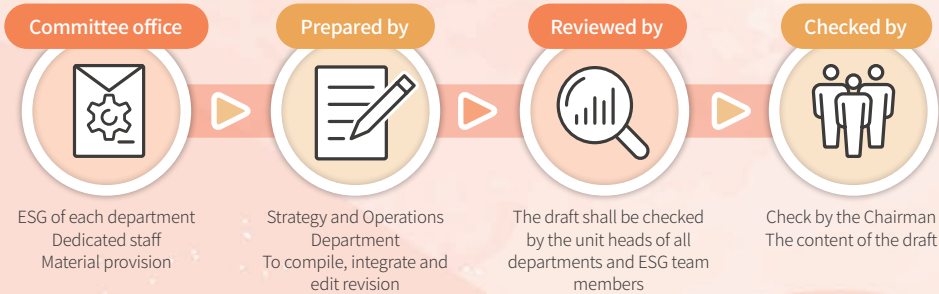 Committee office
Prepared by
Reviewed by
Checked by
ESG of each department
Dedicated staff
Material provision
Strategy and Operations
Department
To compile, integrate and
edit revision
The draft shall be checked
by the unit heads of all
departments and ESG team
members
Check by the Chairman
The content of the draft